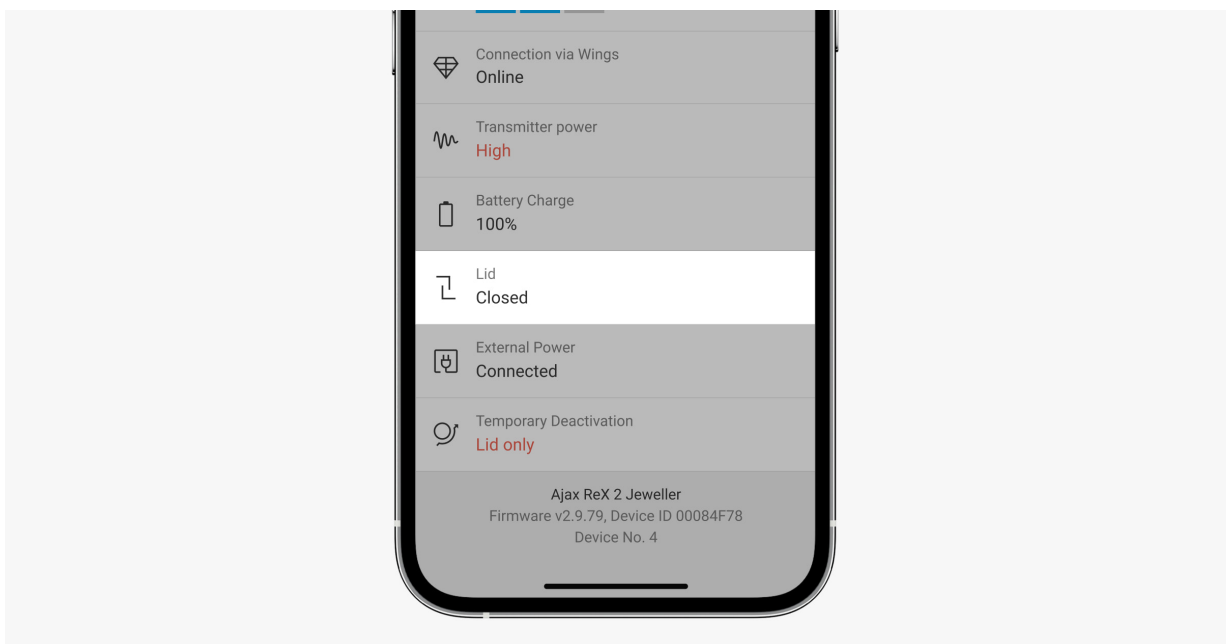 Connection via Wings
Online
Transmitter power
High
Battery Charge
100%
Lid
Closed
External Power
Connected
Temporary Deactivation
Lid only
Ajax ReX 2 Jeweller
Firmware v2.9.79, Device ID 00084F78
Device No. 4